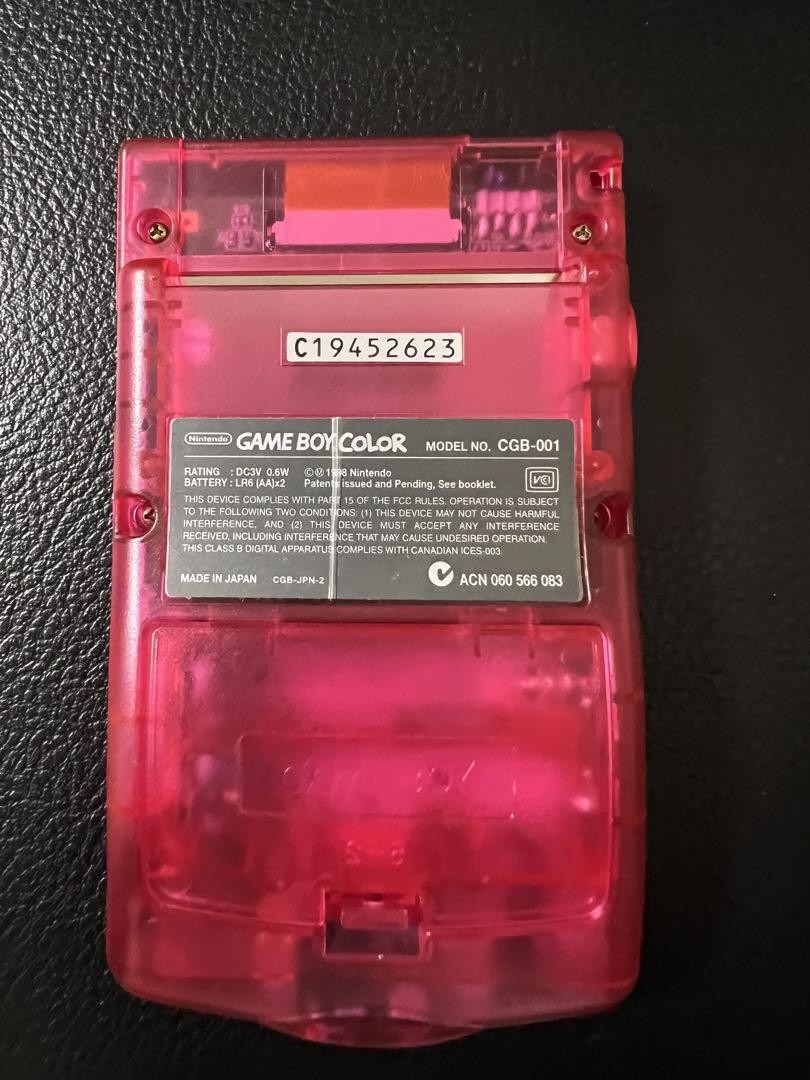 C19452623
Nintendo GAME BOY COLOR MODEL NO. CGB-001
RATING : DC3V 0.6W ©Ⓜ 1998 Nintendo
BATTERY : LR6 (AA)x2 Patents issued and Pending, See booklet. VCI
THIS DEVICE COMPLIES WITH PART 15 OF THE FCC RULES. OPERATION IS SUBJECT
TO THE FOLLOWING TWO CONDITIONS: (1) THIS DEVICE MAY NOT CAUSE HARMFUL
INTERFERENCE, AND (2) THIS DEVICE MUST ACCEPT ANY INTERFERENCE
RECEIVED, INCLUDING INTERFERENCE THAT MAY CAUSE UNDESIRED OPERATION.
THIS CLASS B DIGITAL APPARATUS COMPLIES WITH CANADIAN ICES-003.
MADE IN JAPAN CGB-JPN-2 ACN 060 566 083